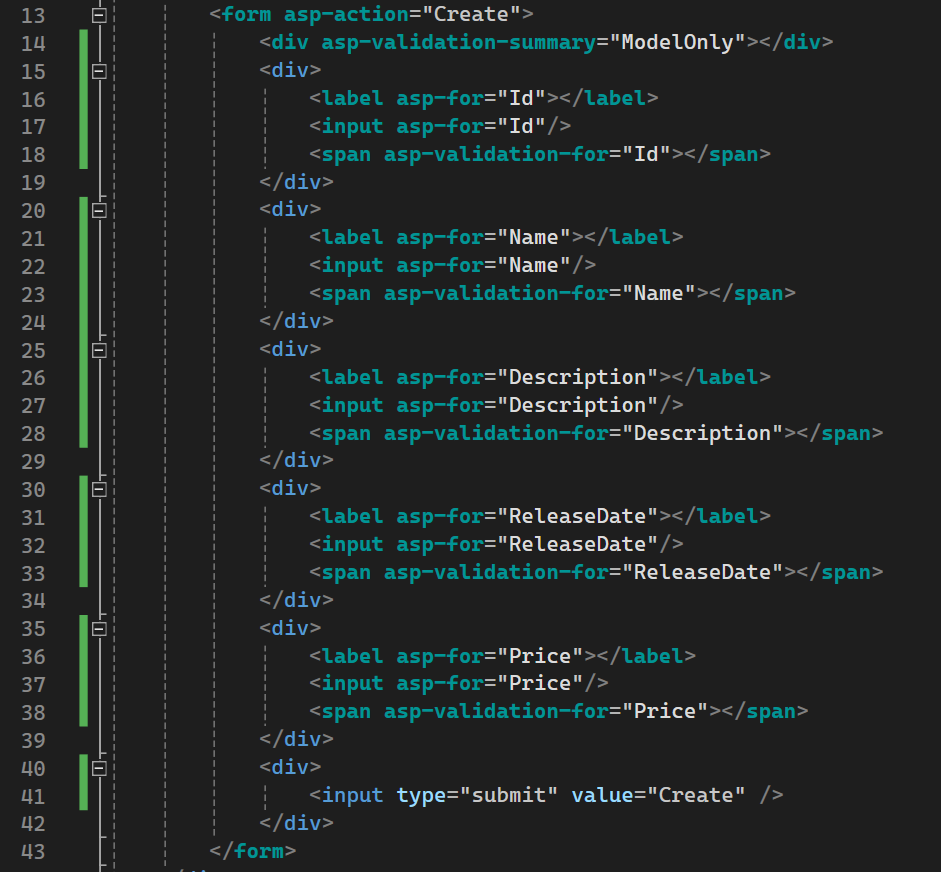 13 <form asp-action="Create">
14 <div asp-validation-summary="ModelOnly"></div>
15 <div>
16 <label asp-for="Id"></label>
17 <input asp-for="Id"/>
18 <span asp-validation-for="Id"></span>
19 </div>
20 <div>
21 <label asp-for="Name"></label>
22 <input asp-for="Name"/>
23 <span asp-validation-for="Name"></span>
24 </div>
25 <div>
26 <label asp-for="Description"></label>
27 <input asp-for="Description"/>
28 <span asp-validation-for="Description"></span>
29 </div>
30 <div>
31 <label asp-for="ReleaseDate"></label>
32 <input asp-for="ReleaseDate"/>
33 <span asp-validation-for="ReleaseDate"></span>
34 </div>
35 <div>
36 <label asp-for="Price"></label>
37 <input asp-for="Price"/>
38 <span asp-validation-for="Price"></span>
39 </div>
40 <div>
41 <input type="submit" value="Create" />
42 </div>
43 </form>